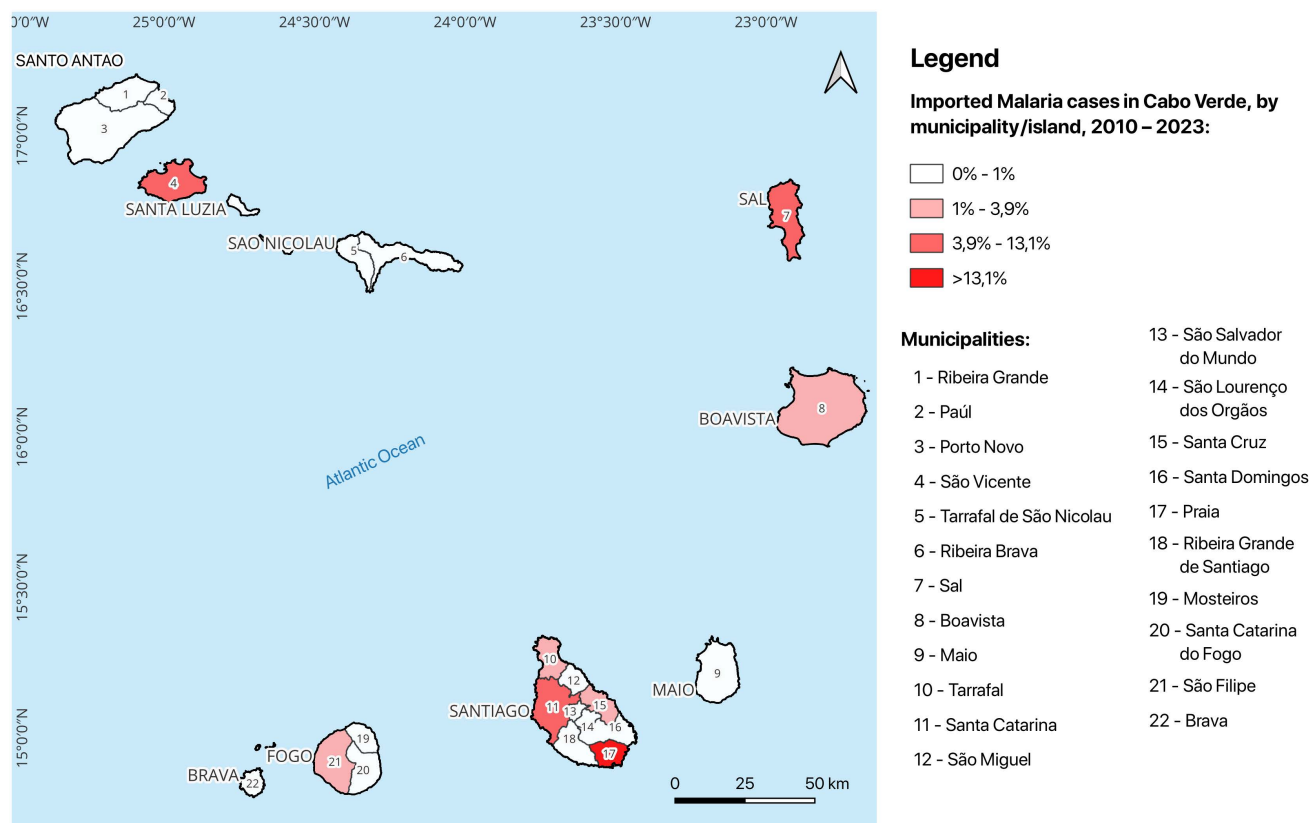 0'0"W
25°0'0"W
24°30'0"W
24°0'0"W
23°30'0"W
23°0'0"W
17°0'0"N
16°30'0"N
16°0'0"N
15°30'0"N
15°0'0"N
SANTO ANTAO
1
2
3
4
SANTA LUZIA
SAO NICOLAU
5
6
SAL
7
BOAVISTA
8
Atlantic Ocean
10
12
MAIO
9
SANTIAGO
11
13
15
14
16
18
17
FOGO
19
21
20
BRAVA
22
0
25
50 km
Legend
Imported Malaria cases in Cabo Verde, by
municipality/island, 2010 – 2023:
0% - 1%
1% - 3,9%
3,9% - 13,1%
>13,1%
Municipalities:
1 - Ribeira Grande
2 - Paúl
3 - Porto Novo
4 - São Vicente
5 - Tarrafal de São Nicolau
6 - Ribeira Brava
7 - Sal
8 - Boavista
9 - Maio
10 - Tarrafal
11 - Santa Catarina
12 - São Miguel
13 - São Salvador
do Mundo
14 - São Lourenço
dos Orgãos
15 - Santa Cruz
16 - Santa Domingos
17 - Praia
18 - Ribeira Grande
de Santiago
19 - Mosteiros
20 - Santa Catarina
do Fogo
21 - São Filipe
22 - Brava